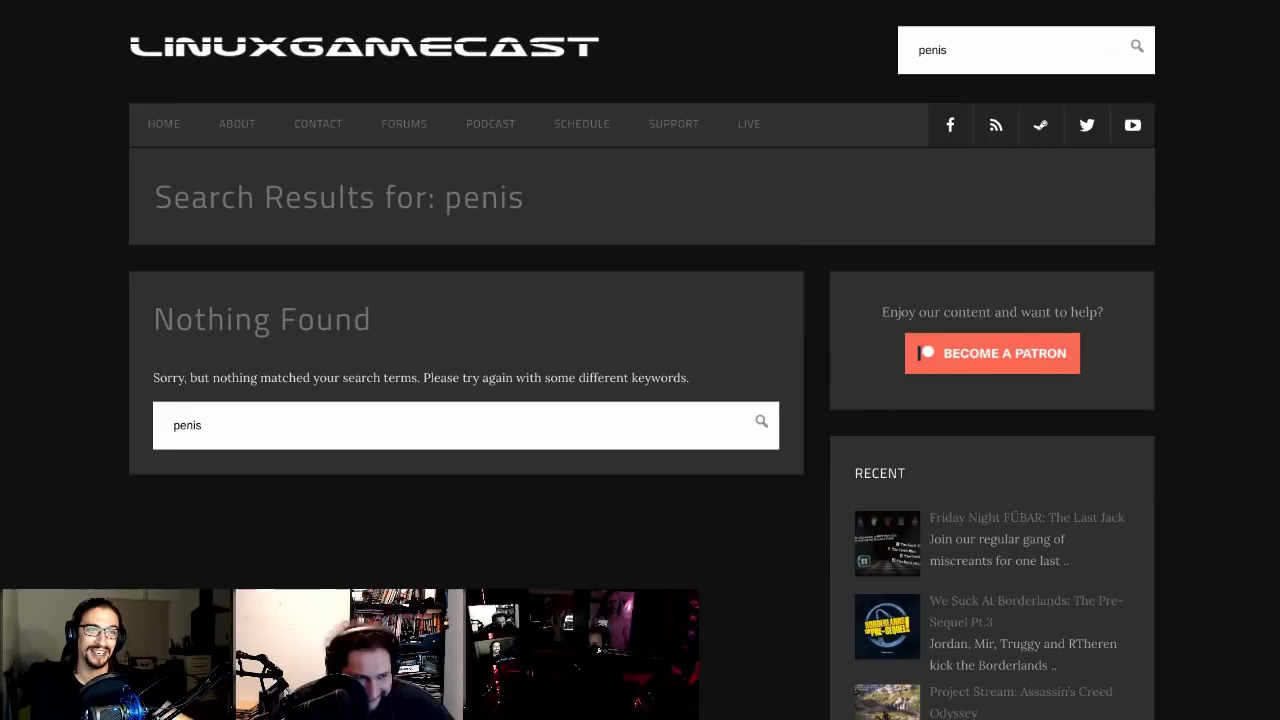 LINUXGAMECAST
penis
HOME ABOUT CONTACT FORUMS PODCAST SCHEDULE SUPPORT LIVE
Search Results for: penis
Nothing Found
Sorry, but nothing matched your search terms. Please try again with some different keywords.
penis
Enjoy our content and want to help?
BECOME A PATRON
RECENT
Friday Night FÜBAR: The Last Jack
Join our regular gang of
miscreants for one last ..
We Suck At Borderlands: The Pre-
Sequel Pt.3
Jordan, Mir, Truggy and RTheren
kick the Borderlands ..
Project Stream: Assassin's Creed
Odyssey